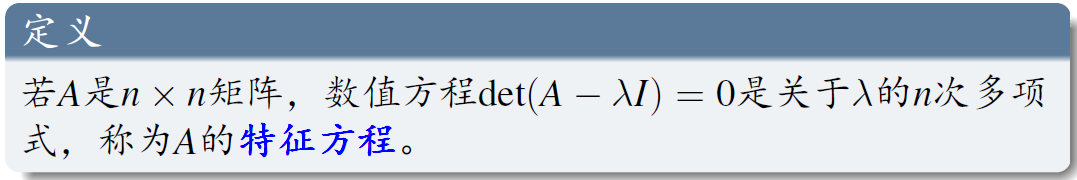 定义
若A是n × n矩阵，数值方程det(A − λI) = 0是关于λ的n次多项
式，称为A的特征方程。